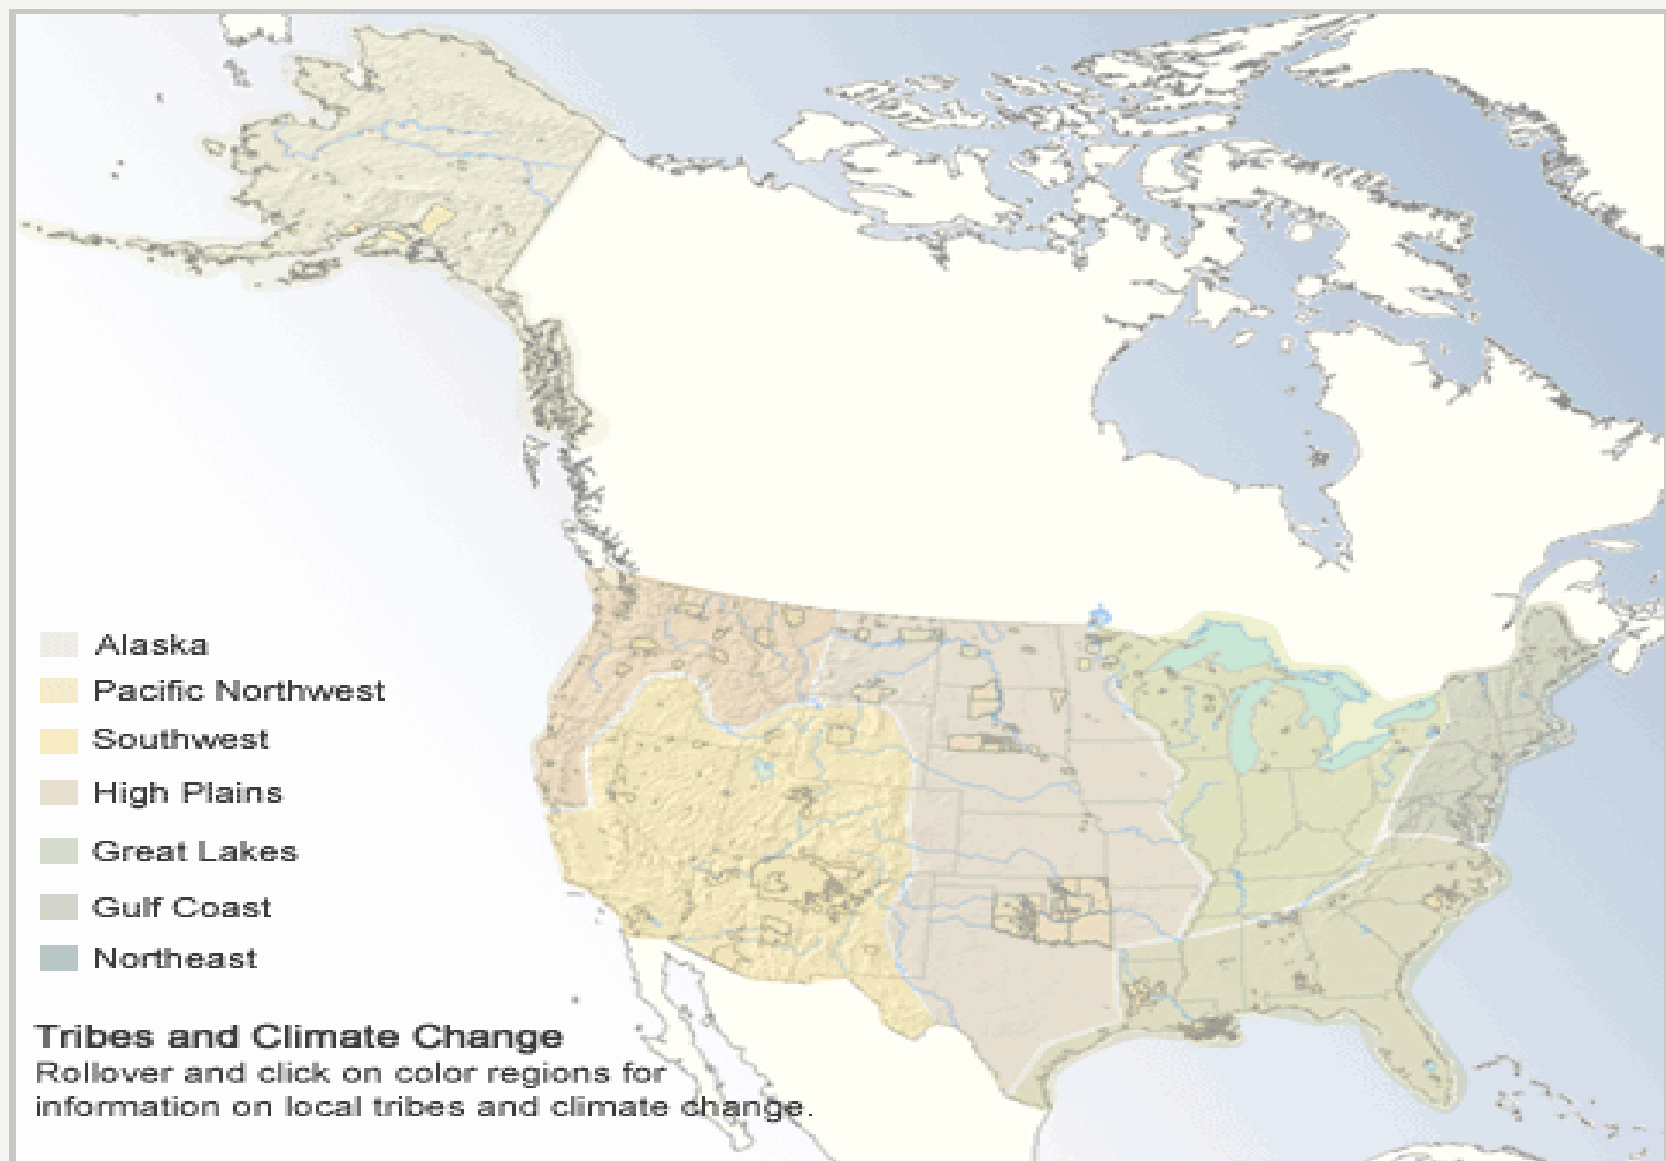 Alaska
Pacific Northwest
Southwest
High Plains
Great Lakes
Gulf Coast
Northeast
Tribes and Climate Change
Rollover and click on color regions for
information on local tribes and climate change.